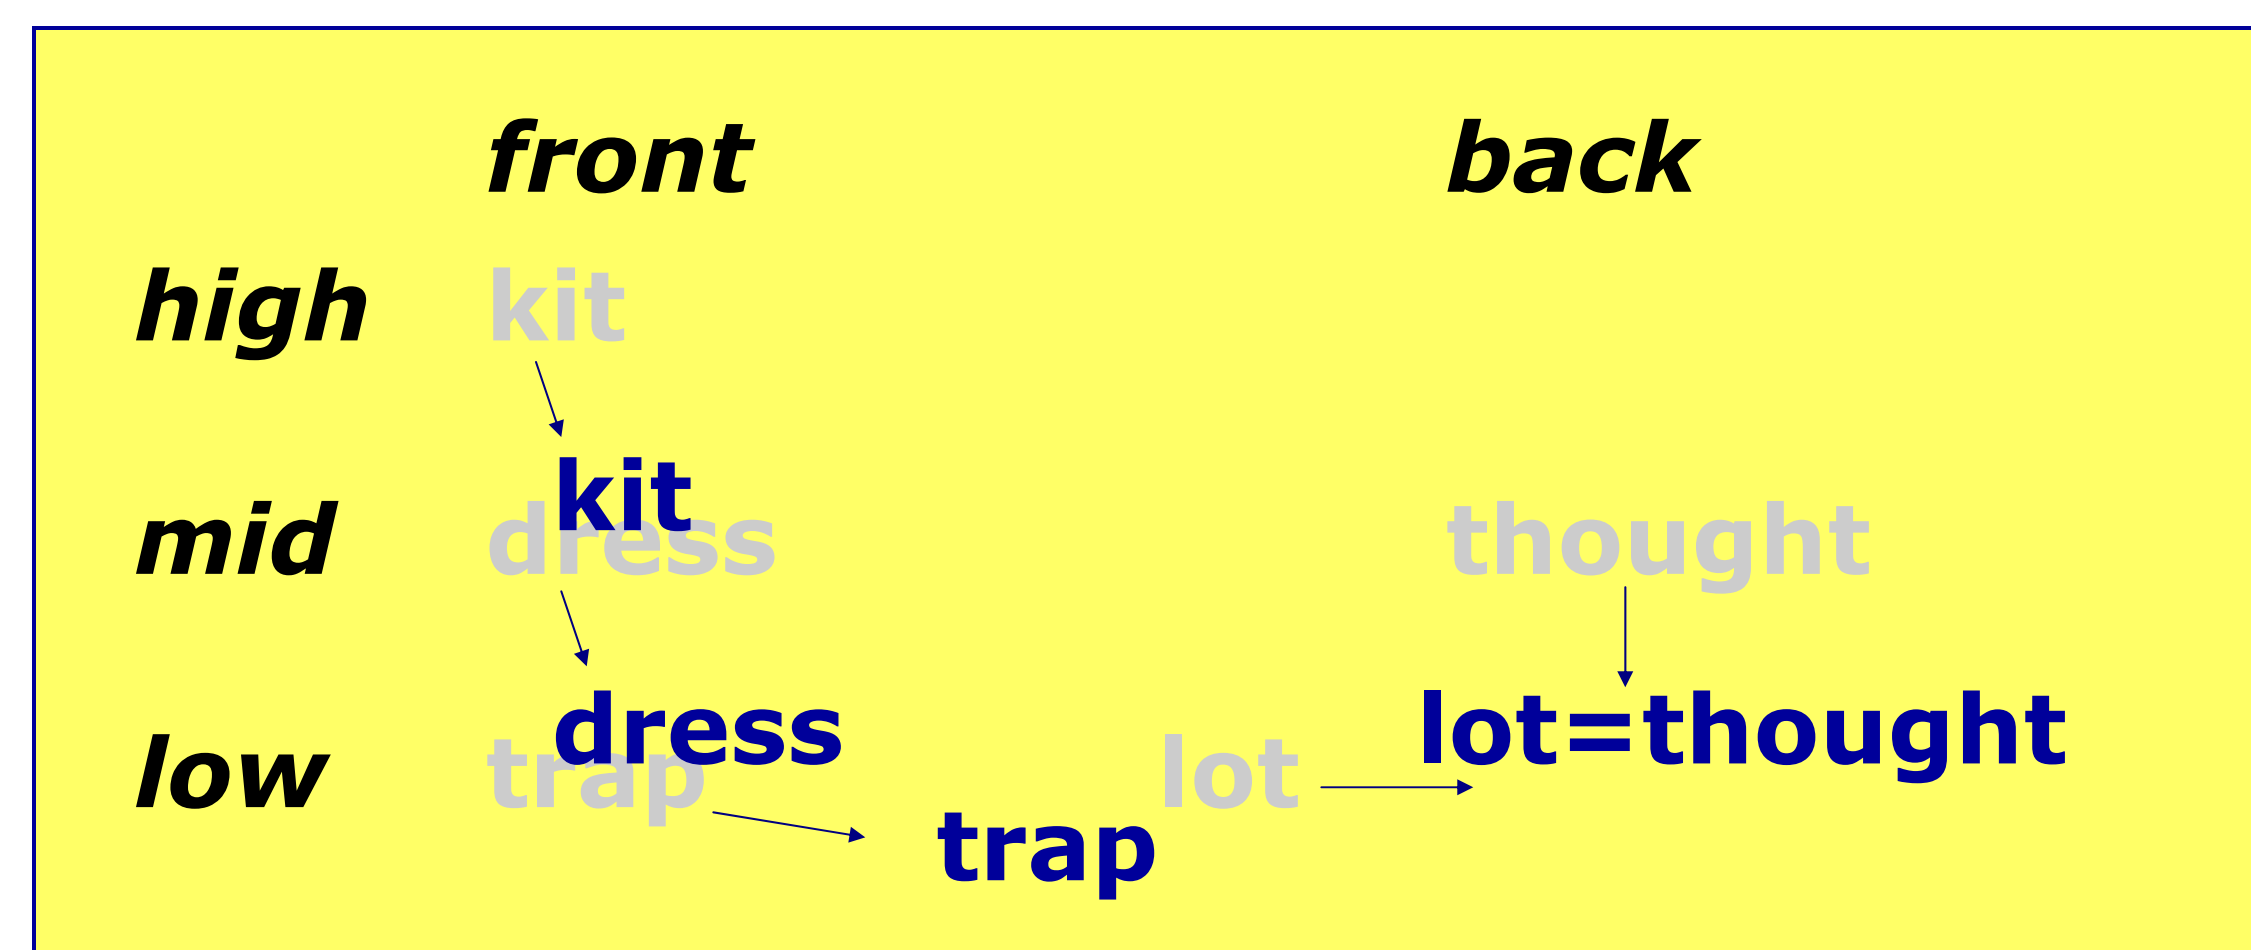 front back
high kit
kit
mid dress thought
dress lot=thought
low trap lot
trap